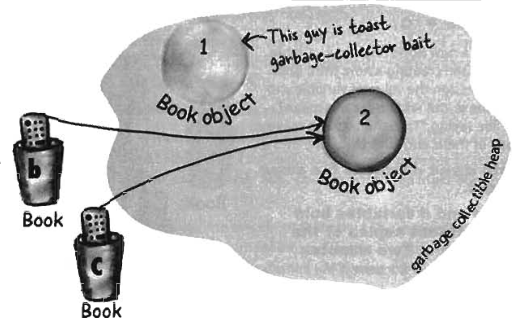 1
This guy is toast
garbage-collector bait
Book object
2
Book object
b
Book
c
Book
garbage collectible heap